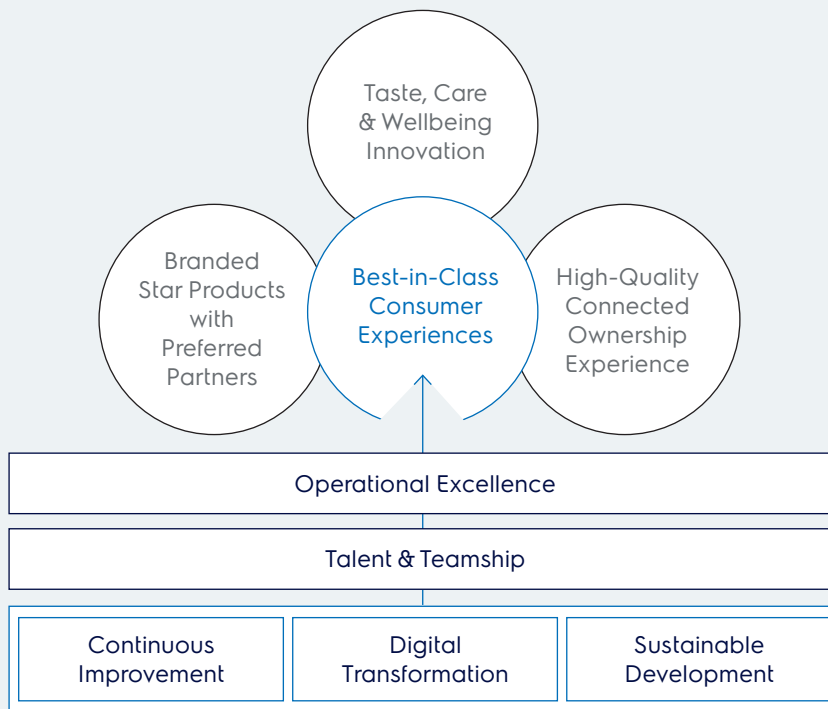 Taste, Care
& Wellbeing
Innovation
Branded
Star Products
with
Preferred
Partners
Best-in-Class
Consumer
Experiences
High-Quality
Connected
Ownership
Experience
Operational Excellence
Talent & Teamship
Continuous
Improvement
Digital
Transformation
Sustainable
Development